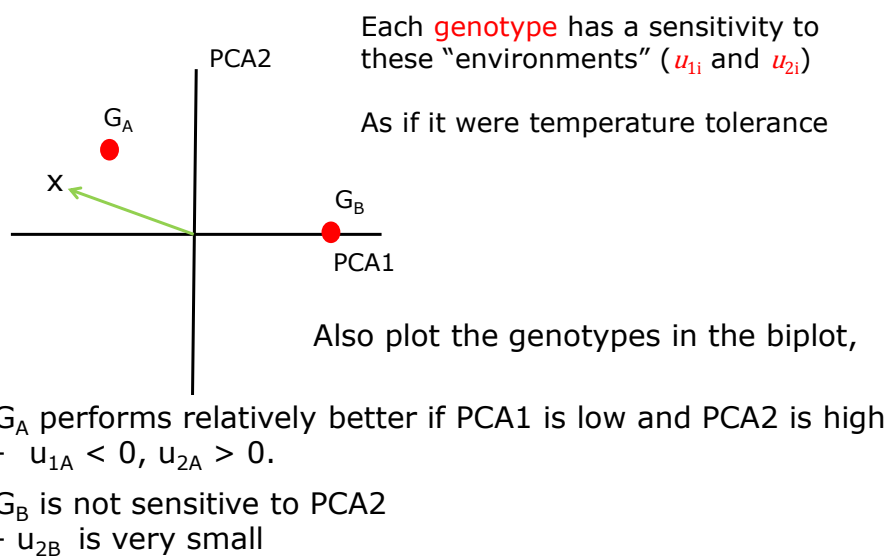 Each genotype has a sensitivity to
PCA2
these “environments” (u1i and u2i)
GA
As if it were temperature tolerance
x
GB
PCA1
Also plot the genotypes in the biplot,
GA performs relatively better if PCA1 is low and PCA2 is high
- u1A < 0, u2A > 0.
GB is not sensitive to PCA2
- u2B is very small